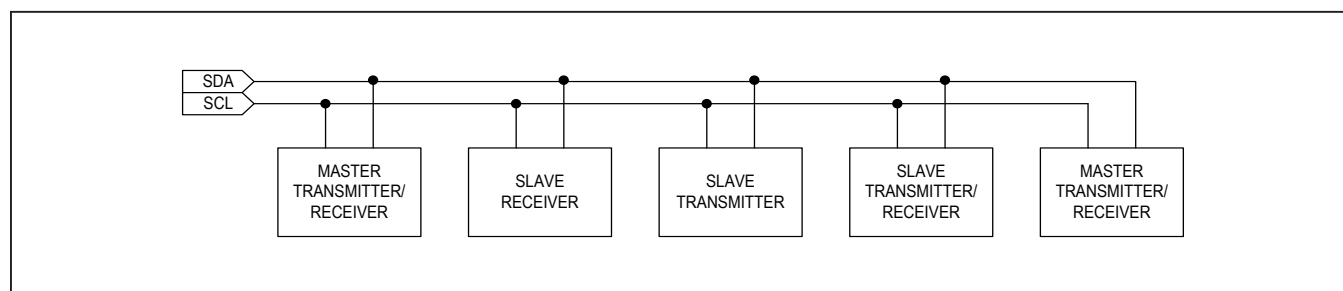 SDA
SCL
MASTER
TRANSMITTER/
RECEIVER
SLAVE
RECEIVER
SLAVE
TRANSMITTER
SLAVE
TRANSMITTER/
RECEIVER
MASTER
TRANSMITTER/
RECEIVER